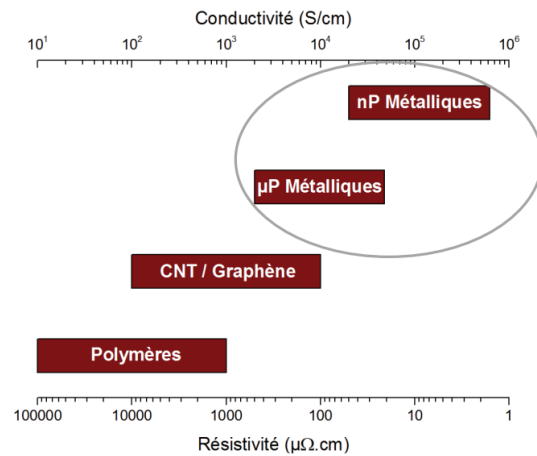 Conductivité (S/cm)
10¹ 10² 10³ 10⁴ 10⁵ 10⁶
nP Métalliques
µP Métalliques
CNT / Graphène
Polymères
100000 10000 1000 100 10 1
Résistivité (µΩ.cm)